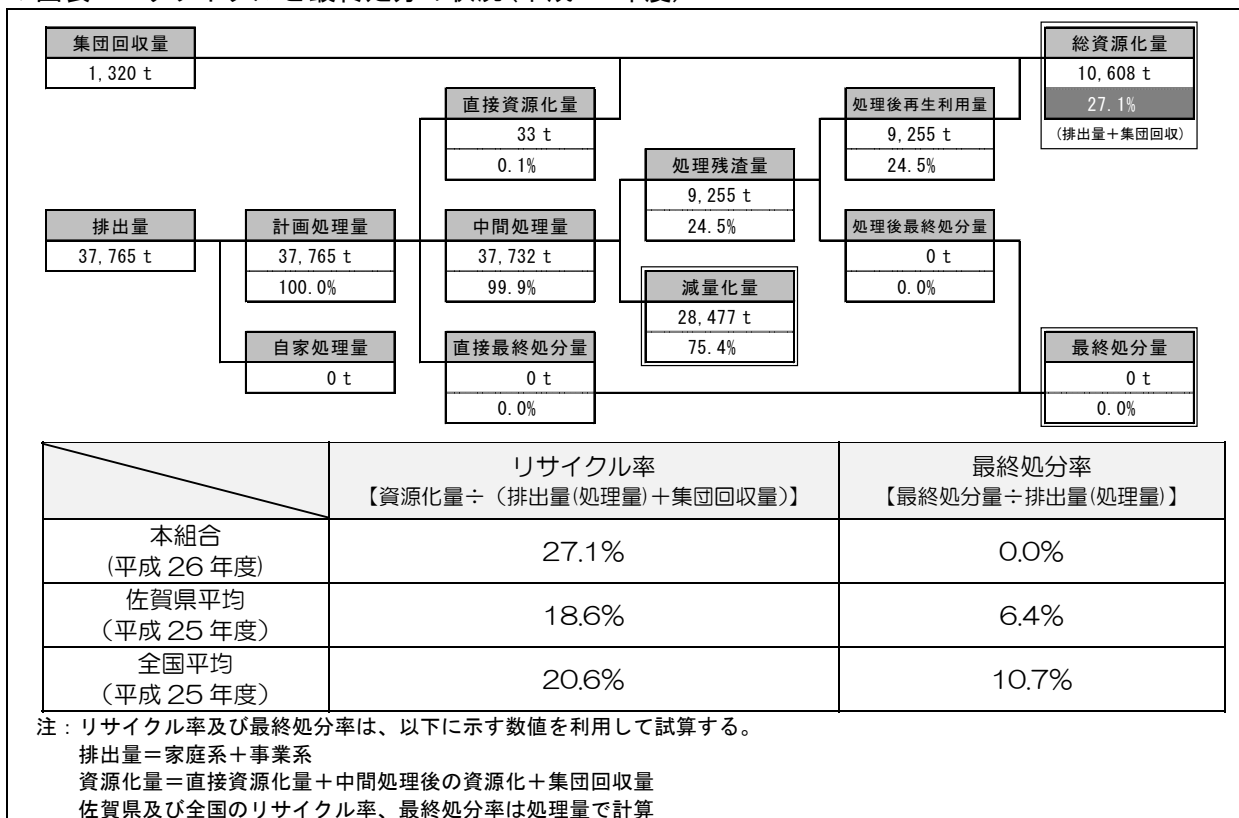 集団回収量
1,320 t
総資源化量
10,608 t
27.1%
(排出量+集団回収)
直接資源化量
33 t
0.1%
処理後再生利用量
9,255 t
24.5%
処理残渣量
9,255 t
24.5%
排出量
37,765 t
計画処理量
37,765 t
100.0%
中間処理量
37,732 t
99.9%
処理後最終処分量
0 t
0.0%
減量化量
28,477 t
75.4%
自家処理量
0 t
直接最終処分量
0 t
0.0%
最終処分量
0 t
0.0%
リサイクル率
【資源化量÷(排出量(処理量)+集団回収量)】
最終処分率
【最終処分量÷排出量(処理量)】
本組合
(平成 26 年度)
27.1%
0.0%
佐賀県平均
(平成 25 年度)
18.6%
6.4%
全国平均
(平成 25 年度)
20.6%
10.7%
注:リサイクル率及び最終処分率は、以下に示す数値を利用して試算する。
排出量=家庭系+事業系
資源化量=直接資源化量+中間処理後の資源化+集団回収量
佐賀県及び全国のリサイクル率、最終処分率は処理量で計算